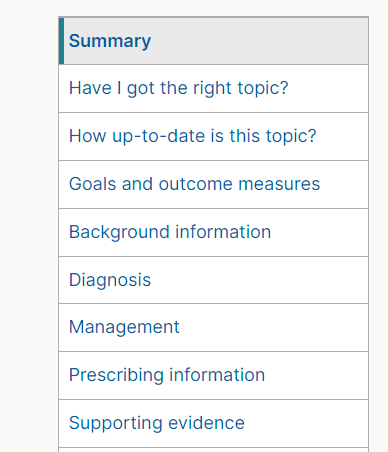 Summary
Have I got the right topic?
How up-to-date is this topic?
Goals and outcome measures
Background information
Diagnosis
Management
Prescribing information
Supporting evidence